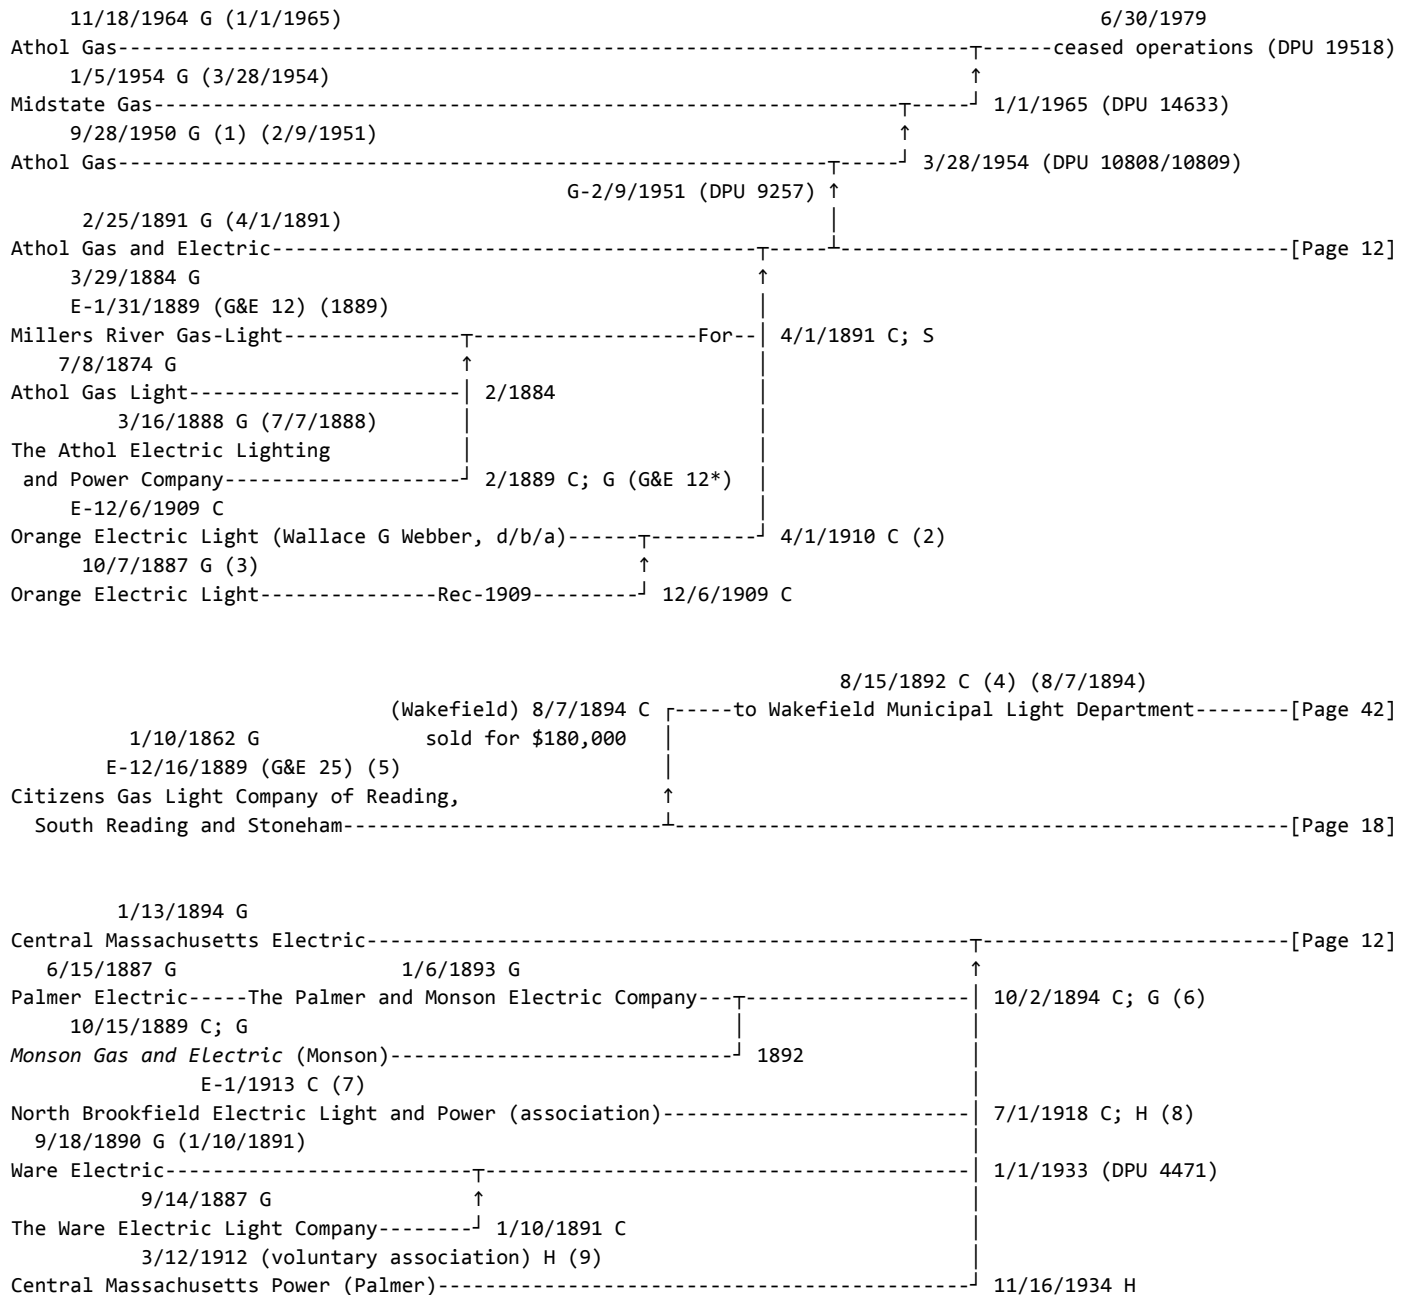 11/18/1964 G (1/1/1965) 6/30/1979
Athol Gas------------------------------------------------------------------------┬------ceased operations (DPU 19518)
1/5/1954 G (3/28/1954) ↑
Midstate Gas---------------------------------------------------------------┬-----┘ 1/1/1965 (DPU 14633)
9/28/1950 G (1) (2/9/1951) ↑
Athol Gas------------------------------------------------------------┬-----┘ 3/28/1954 (DPU 10808/10809)
G-2/9/1951 (DPU 9257) ↑
2/25/1891 G (4/1/1891) │
Athol Gas and Electric-----------------------------------------┬-----┴--------------------------------------[Page 12]
3/29/1884 G ↑
E-1/31/1889 (G&E 12) (1889) │
Millers River Gas-Light---------------┬-------------------For--│ 4/1/1891 C; S
7/8/1874 G ↑ │
Athol Gas Light-----------------------│ 2/1884 │
3/16/1888 G (7/7/1888) │ │
The Athol Electric Lighting │ │
and Power Company--------------------┘ 2/1889 C; G (G&E 12*) │
E-12/6/1909 C │
Orange Electric Light (Wallace G Webber, d/b/a)------┬---------┘ 4/1/1910 C (2)
10/7/1887 G (3) ↑
Orange Electric Light---------------Rec-1909---------┘ 12/6/1909 C
8/15/1892 C (4) (8/7/1894)
(Wakefield) 8/7/1894 C ┌-----to Wakefield Municipal Light Department--------[Page 42]
1/10/1862 G sold for $180,000 │
E-12/16/1889 (G&E 25) (5) │
Citizens Gas Light Company of Reading, ↑
South Reading and Stoneham---------------------------┴----------------------------------------------------[Page 18]
1/13/1894 G
Central Massachusetts Electric---------------------------------------------------┬--------------------------[Page 12]
6/15/1887 G 1/6/1893 G ↑
Palmer Electric-----The Palmer and Monson Electric Company---┬-------------------│ 10/2/1894 C; G (6)
10/15/1889 C; G │ │
Monson Gas and Electric (Monson)-----------------------------┘ 1892 │
E-1/1913 C (7) │
North Brookfield Electric Light and Power (association)--------------------------│ 7/1/1918 C; H (8)
9/18/1890 G (1/10/1891) │
Ware Electric--------------------------┬-----------------------------------------│ 1/1/1933 (DPU 4471)
9/14/1887 G ↑ │
The Ware Electric Light Company--------┘ 1/10/1891 C │
3/12/1912 (voluntary association) H (9) │
Central Massachusetts Power (Palmer)---------------------------------------------┘ 11/16/1934 H